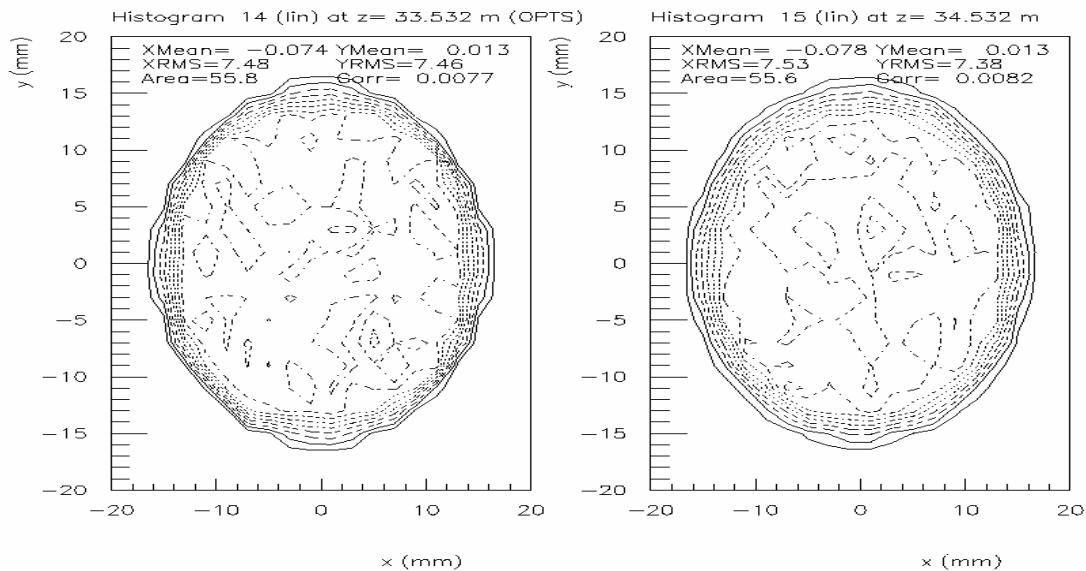 Histogram 14 (lin) at z= 33.532 m (OPTS)
y (mm)
20
15
10
5
0
−5
−10
−15
−20
XMean= −0.074 YMean= 0.013
XRMS=7.48 YRMS=7.46
Area=55.8 Corr= 0.0077
−20 −10 0 10 20
x (mm)
Histogram 15 (lin) at z= 34.532 m
y (mm)
20
15
10
5
0
−5
−10
−15
−20
XMean= −0.078 YMean= 0.013
XRMS=7.53 YRMS=7.38
Area=55.6 Corr= 0.0082
−20 −10 0 10 20
x (mm)